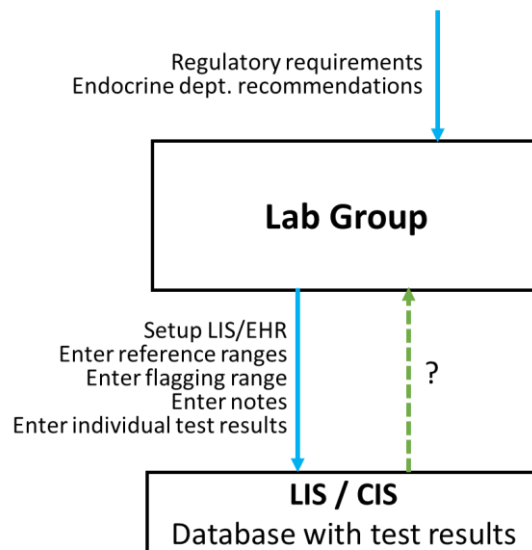 Regulatory requirements
Endocrine dept. recommendations
Lab Group
Setup LIS/EHR
Enter reference ranges
Enter flagging range
Enter notes
Enter individual test results
?
LIS / CIS
Database with test results